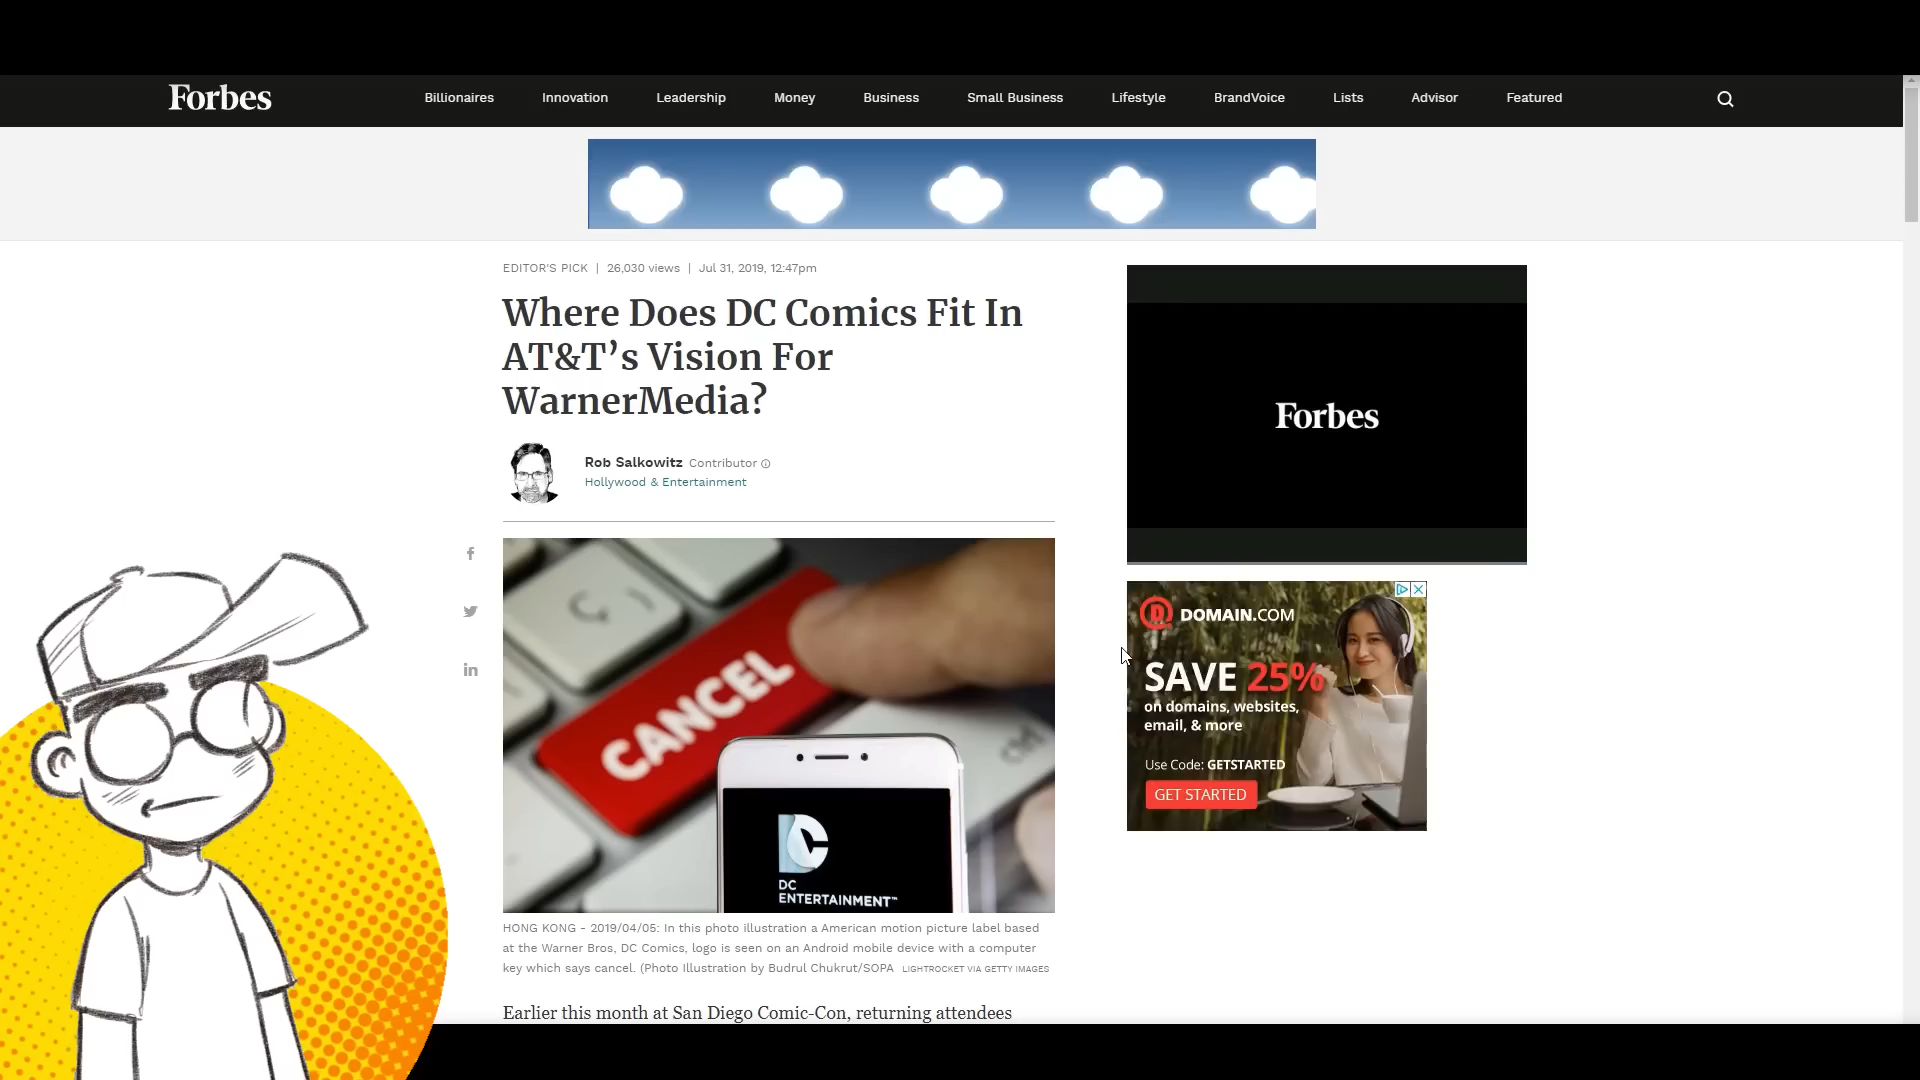 Forbes
Billionaires Innovation Leadership Money Business Small Business Lifestyle BrandVoice Lists Advisor Featured
EDITOR'S PICK | 26,030 views | Jul 31, 2019, 12:47pm
Where Does DC Comics Fit In
AT&T’s Vision For
WarnerMedia?
Rob Salkowitz Contributor
Hollywood & Entertainment
CANCEL
ctrl
DC
ENTERTAINMENT™
HONG KONG - 2019/04/05: In this photo illustration a American motion picture label based
at the Warner Bros, DC Comics, logo is seen on an Android mobile device with a computer
key which says cancel. (Photo Illustration by Budrul Chukrut/SOPA LIGHTROCKET VIA GETTY IMAGES
Earlier this month at San Diego Comic-Con, returning attendees
Forbes
DOMAIN.COM
SAVE 25%
on domains, websites,
email, & more
Use Code: GETSTARTED
GET STARTED